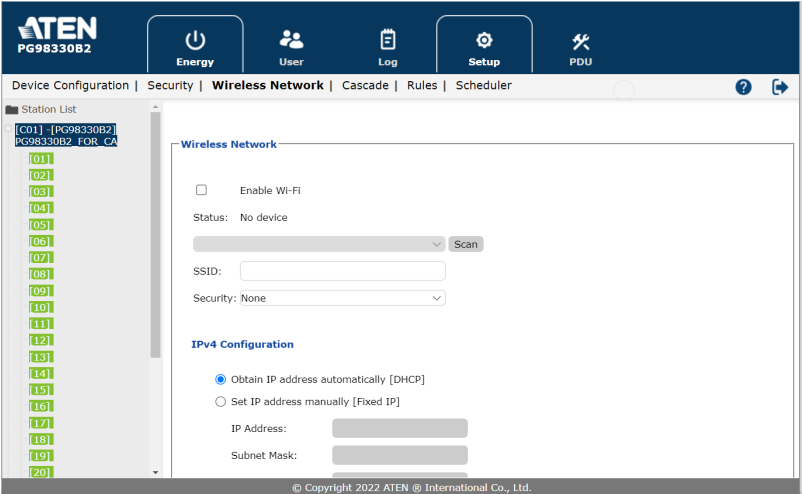 ATEN
PG98330B2
Energy
User
Log
Setup
PDU
Device Configuration | Security | Wireless Network | Cascade | Rules | Scheduler
?
Station List
[C01] -[PG98330B2]
PG98330B2_FOR_CA
[01]
[02]
[03]
[04]
[05]
[06]
[07]
[08]
[09]
[10]
[11]
[12]
[13]
[14]
[15]
[16]
[17]
[18]
[19]
[20]
Wireless Network
Enable Wi-Fi
Status: No device
Scan
SSID:
Security: None
IPv4 Configuration
Obtain IP address automatically [DHCP]
Set IP address manually [Fixed IP]
IP Address:
Subnet Mask:
© Copyright 2022 ATEN ® International Co., Ltd.